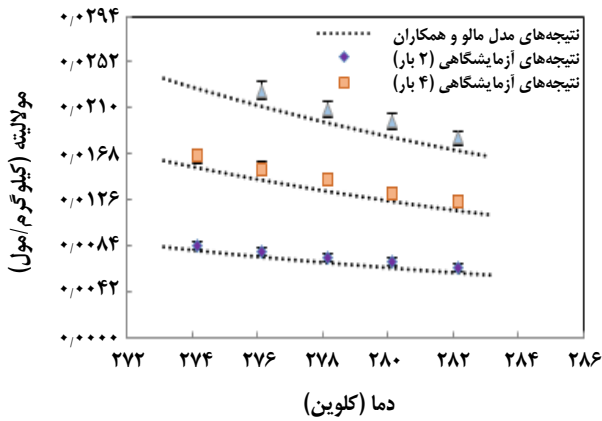 ۰٫۰۲۹۴
۰٫۰۲۵۲
۰٫۰۲۱۰
۰٫۰۱۶۸
۰٫۰۱۲۶
۰٫۰۰۸۴
۰٫۰۰۴۲
۰٫۰۰۰۰
مولالیته (کیلوگرم/مول)
نتیجه‌های مدل مالو و همکاران
نتیجه‌های آزمایشگاهی (۲ بار)
نتیجه‌های آزمایشگاهی (۴ بار)
۲۷۲ ۲۷۴ ۲۷۶ ۲۷۸ ۲۸۰ ۲۸۲ ۲۸۴ ۲۸۶
دما (کلوین)